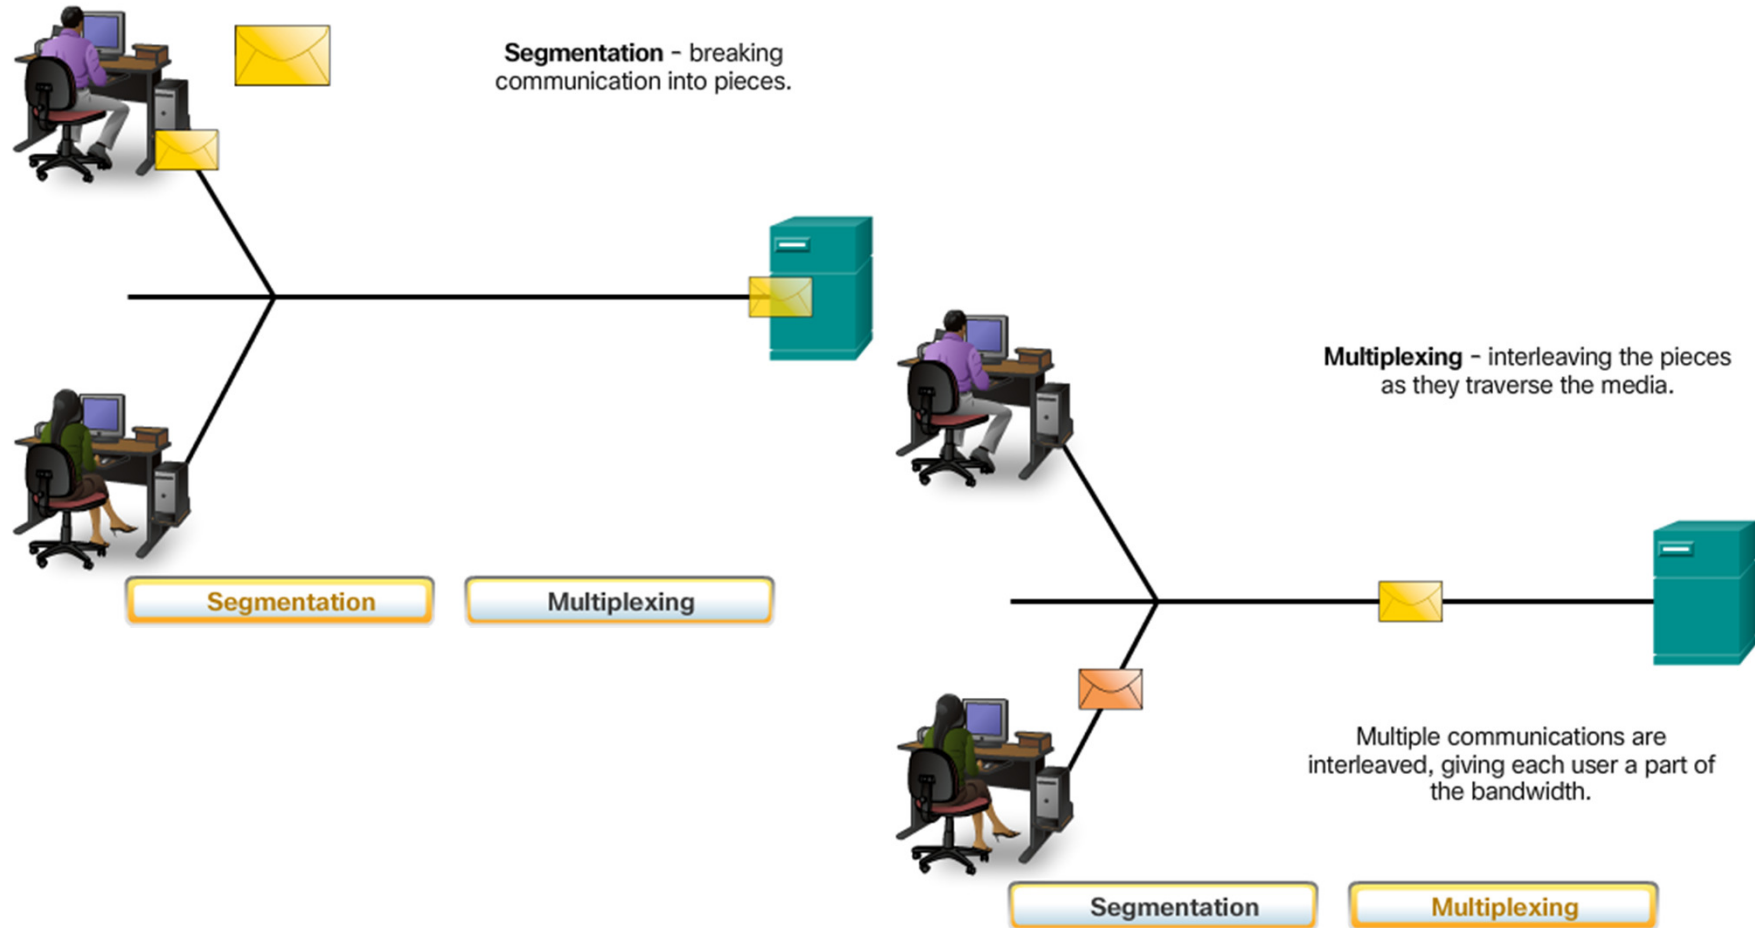 Segmentation - breaking
communication into pieces.
Segmentation
Multiplexing
Multiplexing - interleaving the pieces
as they traverse the media.
Multiple communications are
interleaved, giving each user a part of
the bandwidth.
Segmentation
Multiplexing